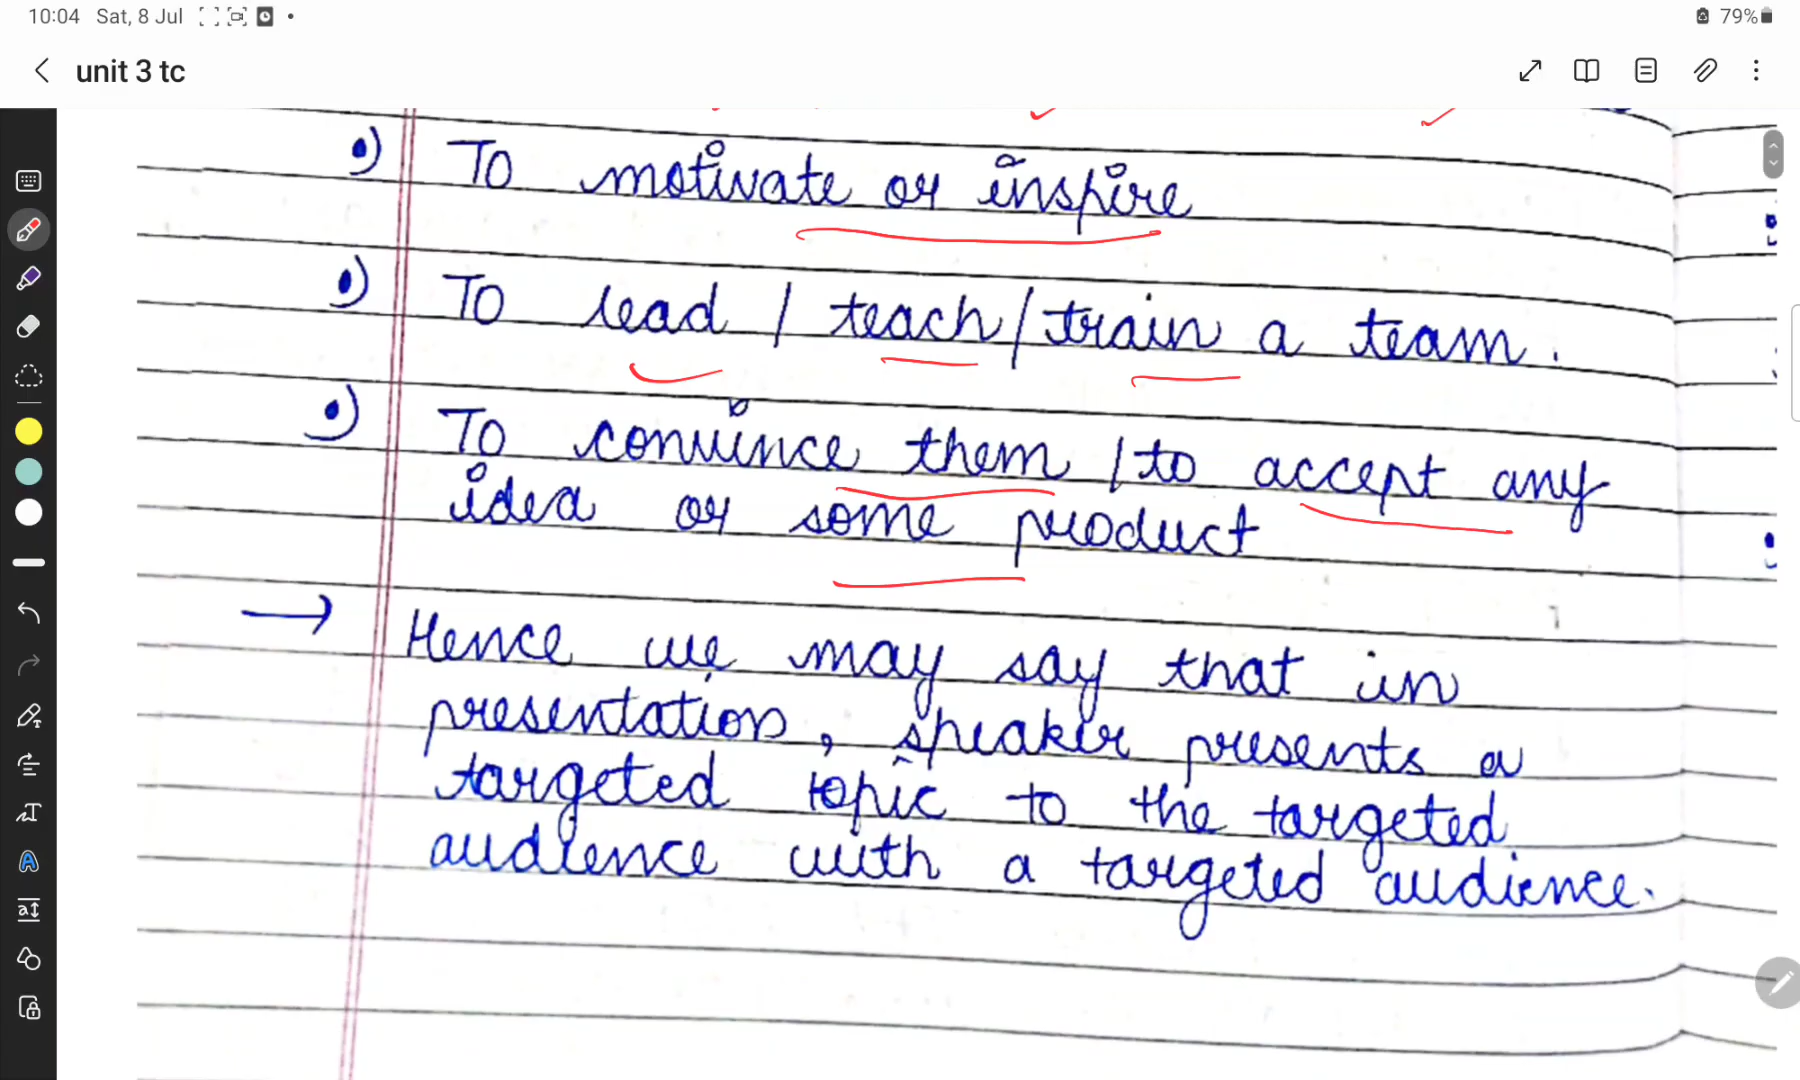 10:04 Sat, 8 Jul 79%
unit 3 tc
To motivate or inspire
To lead / teach / train a team.
To convince them / to accept any
idea or some product
→ Hence we may say that in
presentation, speaker presents a
targeted topic to the targeted
audience with a targeted audience.